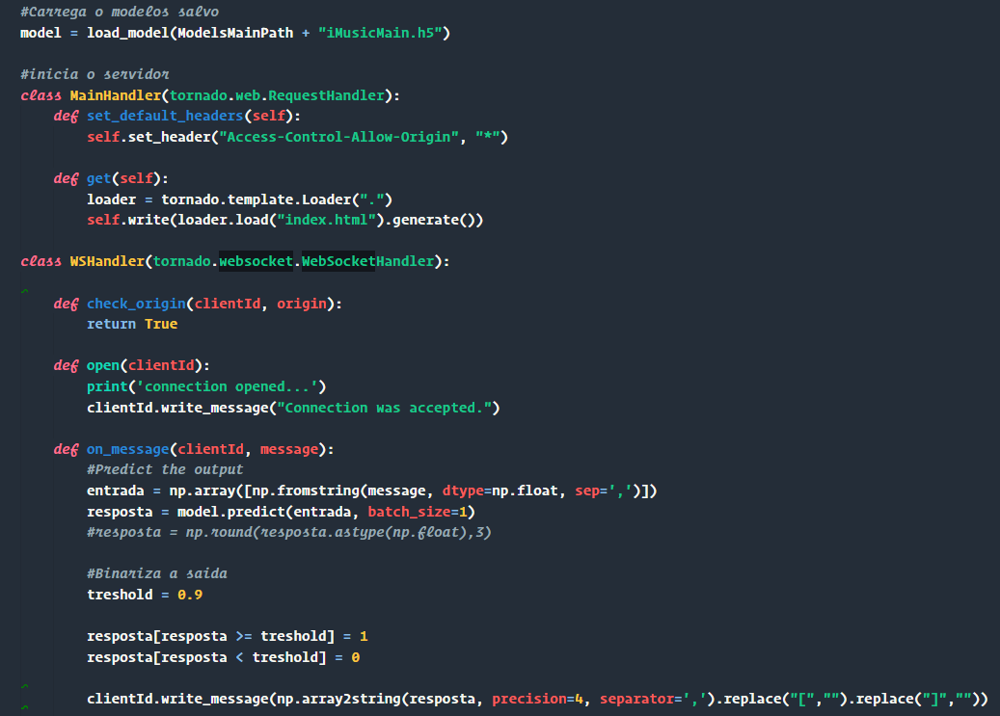 #Carrega o modelos salvo
model = load_model(ModelsMainPath + "iMusicMain.h5")
#inicia o servidor
class MainHandler(tornado.web.RequestHandler):
def set_default_headers(self):
self.set_header("Access-Control-Allow-Origin", "*")
def get(self):
loader = tornado.template.Loader(".")
self.write(loader.load("index.html").generate())
class WSHandler(tornado.websocket.WebSocketHandler):
def check_origin(clientId, origin):
return True
def open(clientId):
print('connection opened...')
clientId.write_message("Connection was accepted.")
def on_message(clientId, message):
#Predict the output
entrada = np.array([np.fromstring(message, dtype=np.float, sep=',')])
resposta = model.predict(entrada, batch_size=1)
#resposta = np.round(resposta.astype(np.float),3)
#Binariza a saida
treshold = 0.9
resposta[resposta >= treshold] = 1
resposta[resposta < treshold] = 0
clientId.write_message(np.array2string(resposta, precision=4, separator=',').replace("[","").replace("]",""))